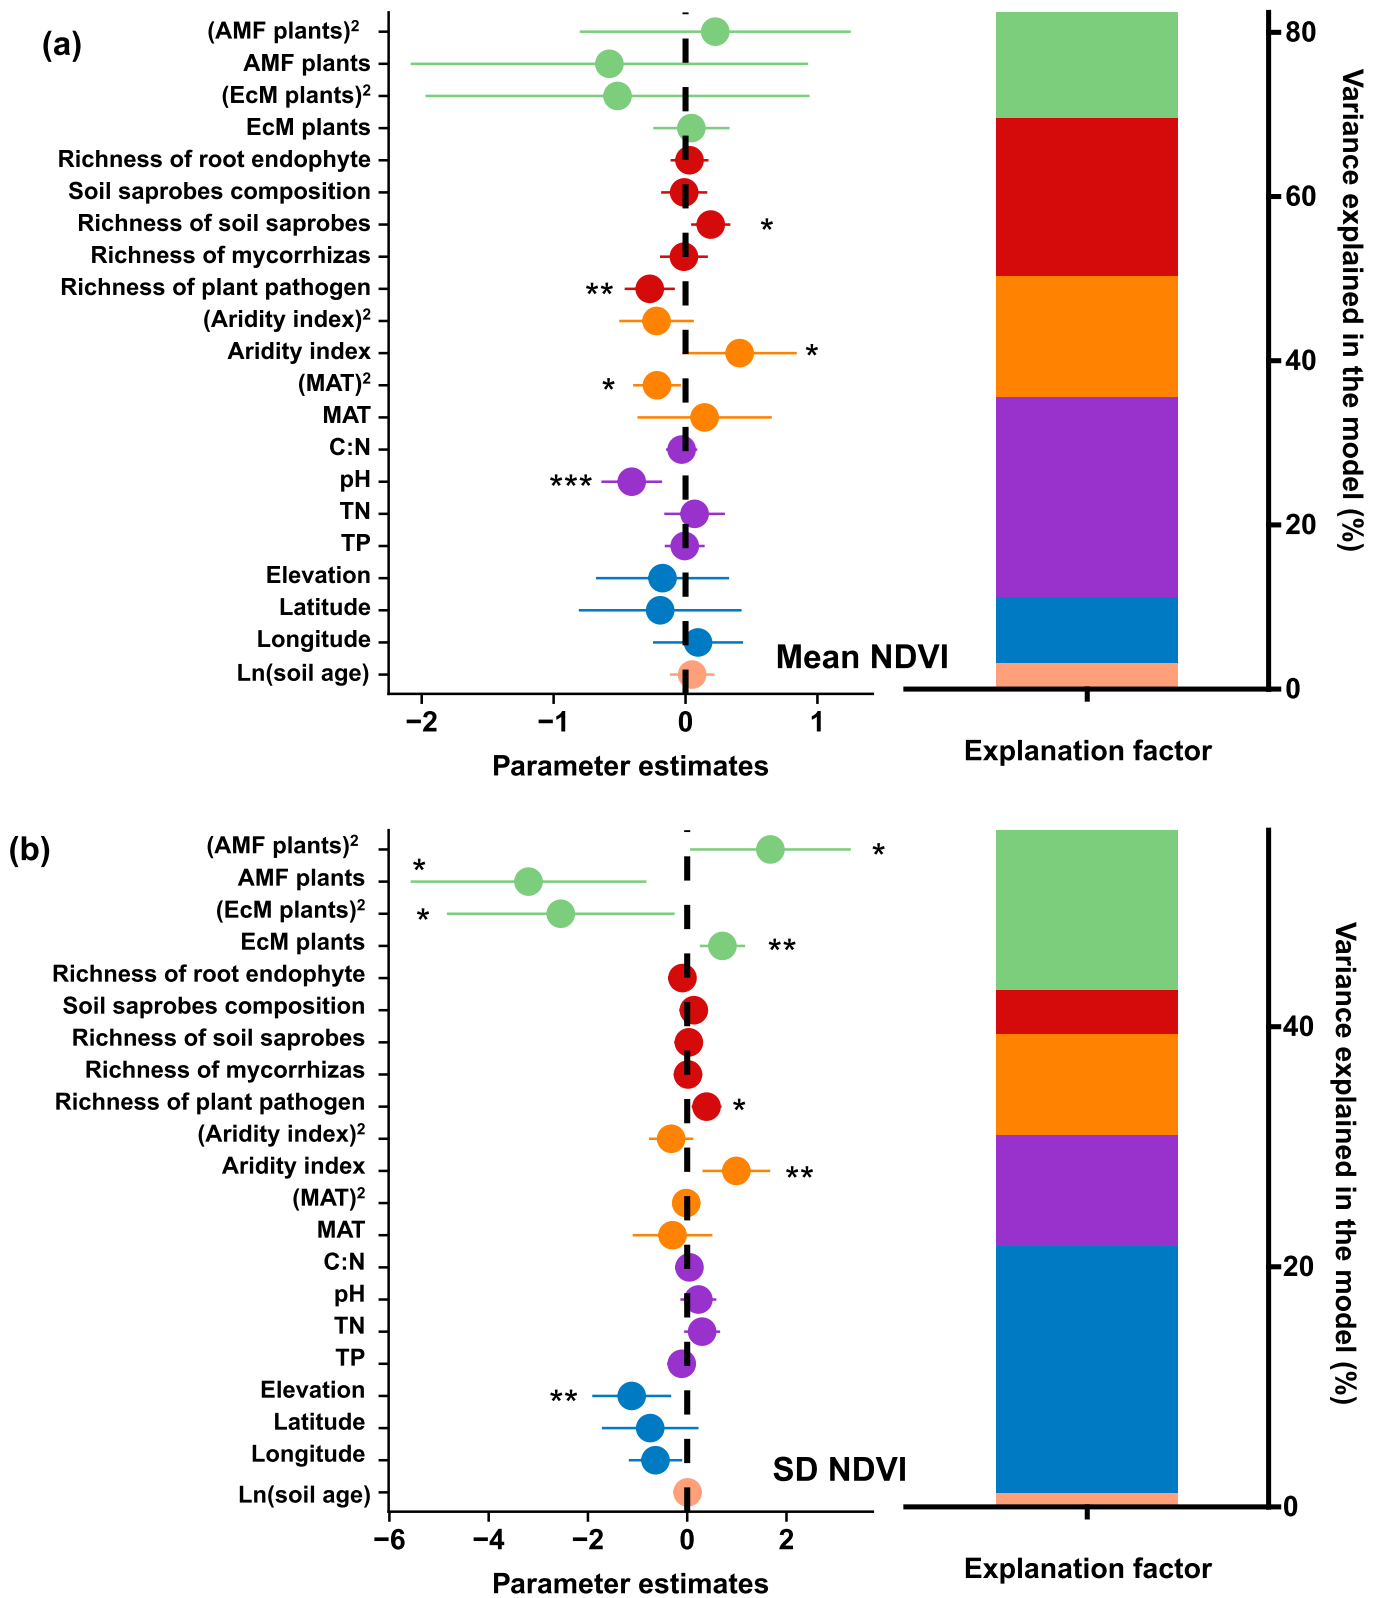 (a)
(AMF plants)²
AMF plants
(EcM plants)²
EcM plants
Richness of root endophyte
Soil saprobes composition
Richness of soil saprobes
*
Richness of mycorrhizas
Richness of plant pathogen
**
(Aridity index)²
Aridity index
*
(MAT)²
*
MAT
C:N
pH
***
TN
TP
Elevation
Latitude
Longitude
Ln(soil age)
Mean NDVI
−2 −1 0 1
Parameter estimates
80
60
40
20
0
Variance explained in the model (%)
Explanation factor
(b)
(AMF plants)²
*
AMF plants
*
(EcM plants)²
*
EcM plants
**
Richness of root endophyte
Soil saprobes composition
Richness of soil saprobes
Richness of mycorrhizas
Richness of plant pathogen
*
(Aridity index)²
Aridity index
**
(MAT)²
MAT
C:N
pH
TN
TP
Elevation
**
Latitude
Longitude
Ln(soil age)
SD NDVI
−6 −4 −2 0 2
Parameter estimates
40
20
0
Variance explained in the model (%)
Explanation factor